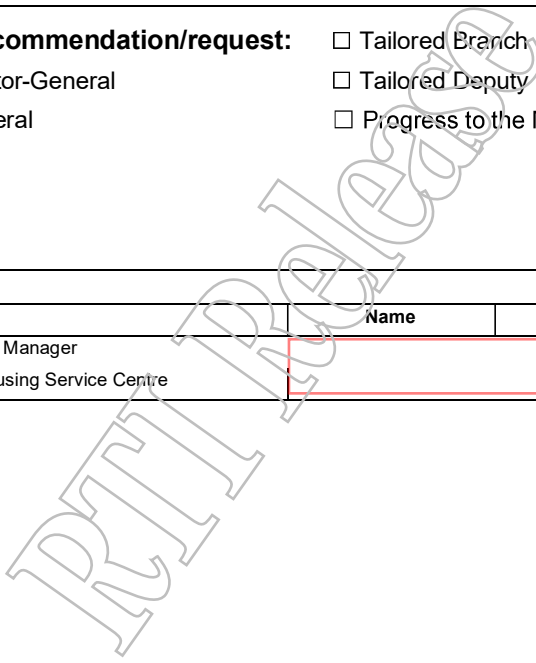 commendation/request: ☐ Tailored Branch
tor-General ☐ Tailored Deputy
eral ☐ Progress to the
Name
Manager
using Service Centre
RTI Release